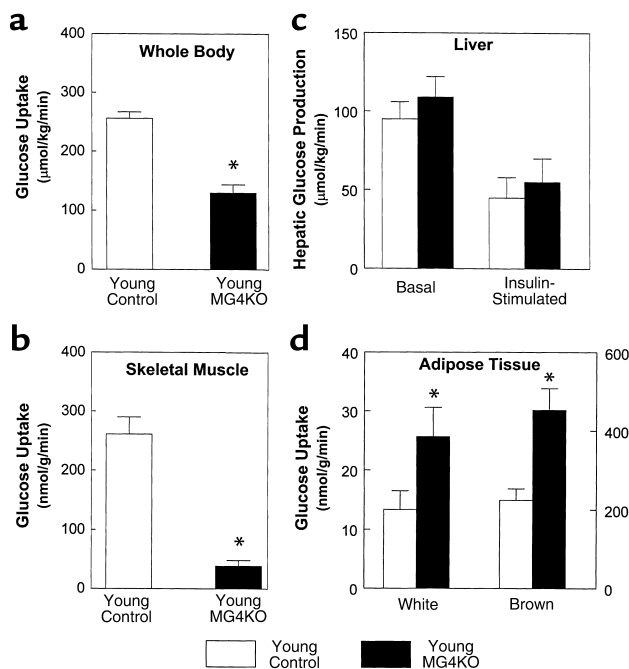 a
400
300
200
100
0
Glucose Uptake
(μmol/kg/min)
Whole Body
*
Young
Control
Young
MG4KO
c
150
100
50
0
Hepatic Glucose Production
(μmol/kg/min)
Liver
Basal
Insulin-
Stimulated
b
400
300
200
100
0
Glucose Uptake
(nmol/g/min)
Skeletal Muscle
*
Young
Control
Young
MG4KO
d
40
30
20
10
0
Glucose Uptake
(nmol/g/min)
Adipose Tissue
*
*
600
400
200
0
White
Brown
Young
Control
Young
MG4KO